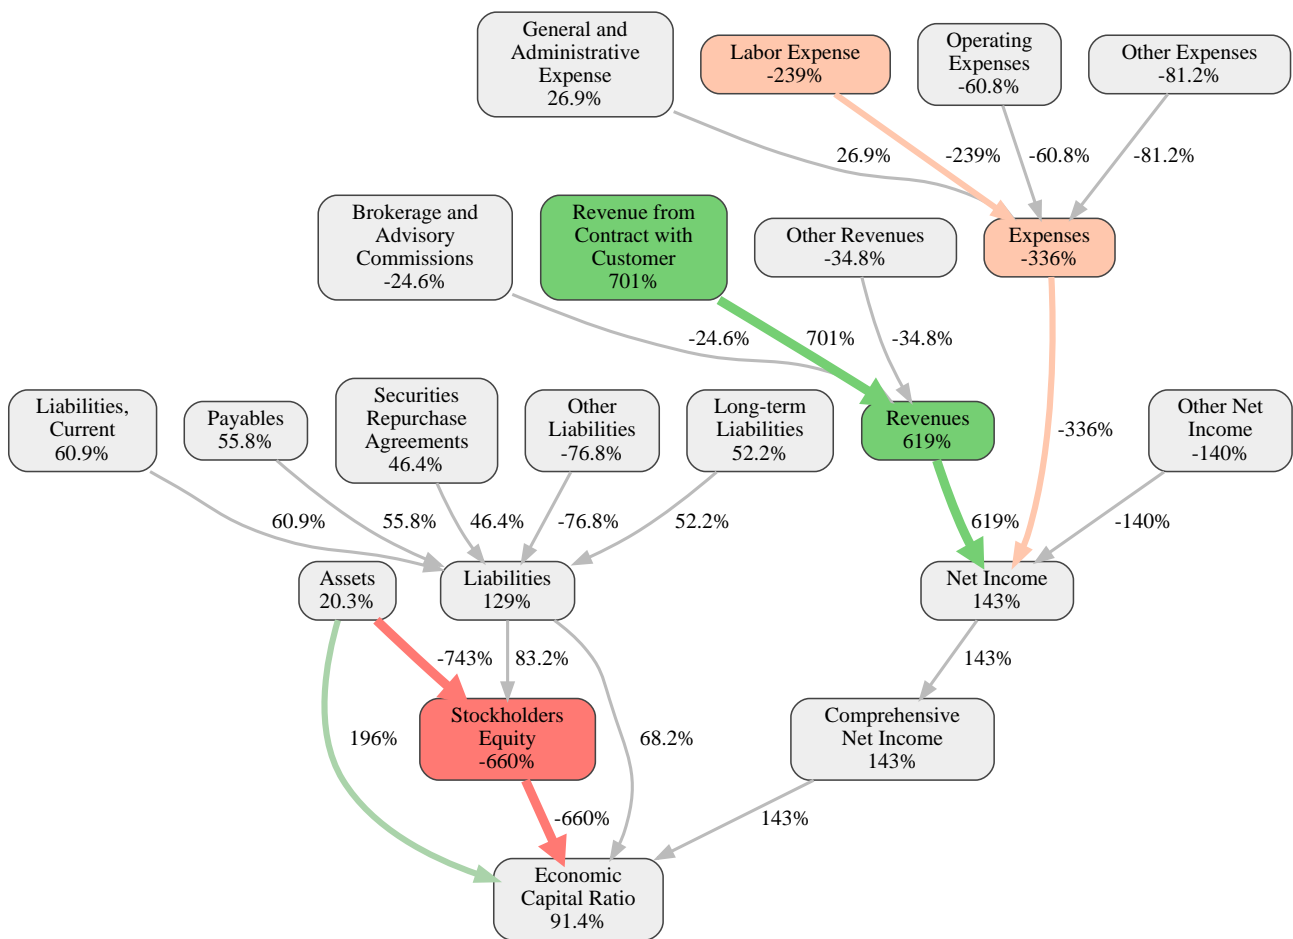 General and
Administrative
Expense
26.9%
Labor Expense
-239%
Operating
Expenses
-60.8%
Other Expenses
-81.2%
26.9%
-239%
-60.8%
-81.2%
Brokerage and
Advisory
Commissions
-24.6%
Revenue from
Contract with
Customer
701%
Other Revenues
-34.8%
Expenses
-336%
-24.6%
701%
-34.8%
Liabilities,
Current
60.9%
Payables
55.8%
Securities
Repurchase
Agreements
46.4%
Other
Liabilities
-76.8%
Long-term
Liabilities
52.2%
Revenues
619%
-336%
Other Net
Income
-140%
60.9%
55.8%
46.4%
-76.8%
52.2%
619%
-140%
Assets
20.3%
Liabilities
129%
Net Income
143%
-743%
83.2%
143%
Stockholders
Equity
-660%
Comprehensive
Net Income
143%
196%
68.2%
-660%
143%
Economic
Capital Ratio
91.4%